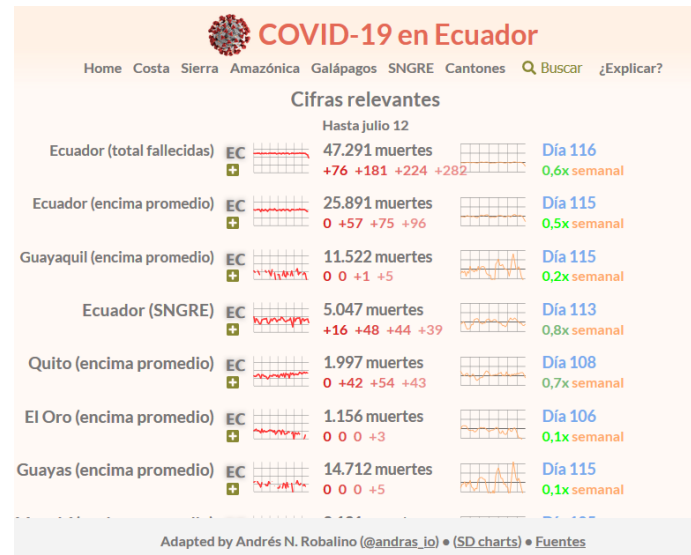 COVID-19 en Ecuador
Home Costa Sierra Amazónica Galápagos SNGRE Cantones Buscar ¿Explicar?
Cifras relevantes
Hasta julio 12
Ecuador (total fallecidas) EC 47.291 muertes Día 116
+76 +181 +224 +282 0,6x semanal
Ecuador (encima promedio) EC 25.891 muertes Día 115
0 +57 +75 +96 0,5x semanal
Guayaquil (encima promedio) EC 11.522 muertes Día 115
0 0 +1 +5 0,2x semanal
Ecuador (SNGRE) EC 5.047 muertes Día 113
+16 +48 +44 +39 0,8x semanal
Quito (encima promedio) EC 1.997 muertes Día 108
0 +42 +54 +43 0,7x semanal
El Oro (encima promedio) EC 1.156 muertes Día 106
0 0 0 +3 0,1x semanal
Guayas (encima promedio) EC 14.712 muertes Día 115
0 0 0 +5 0,1x semanal
Adapted by Andrés N. Robalino (@andras_io) ● (SD charts) ● Fuentes